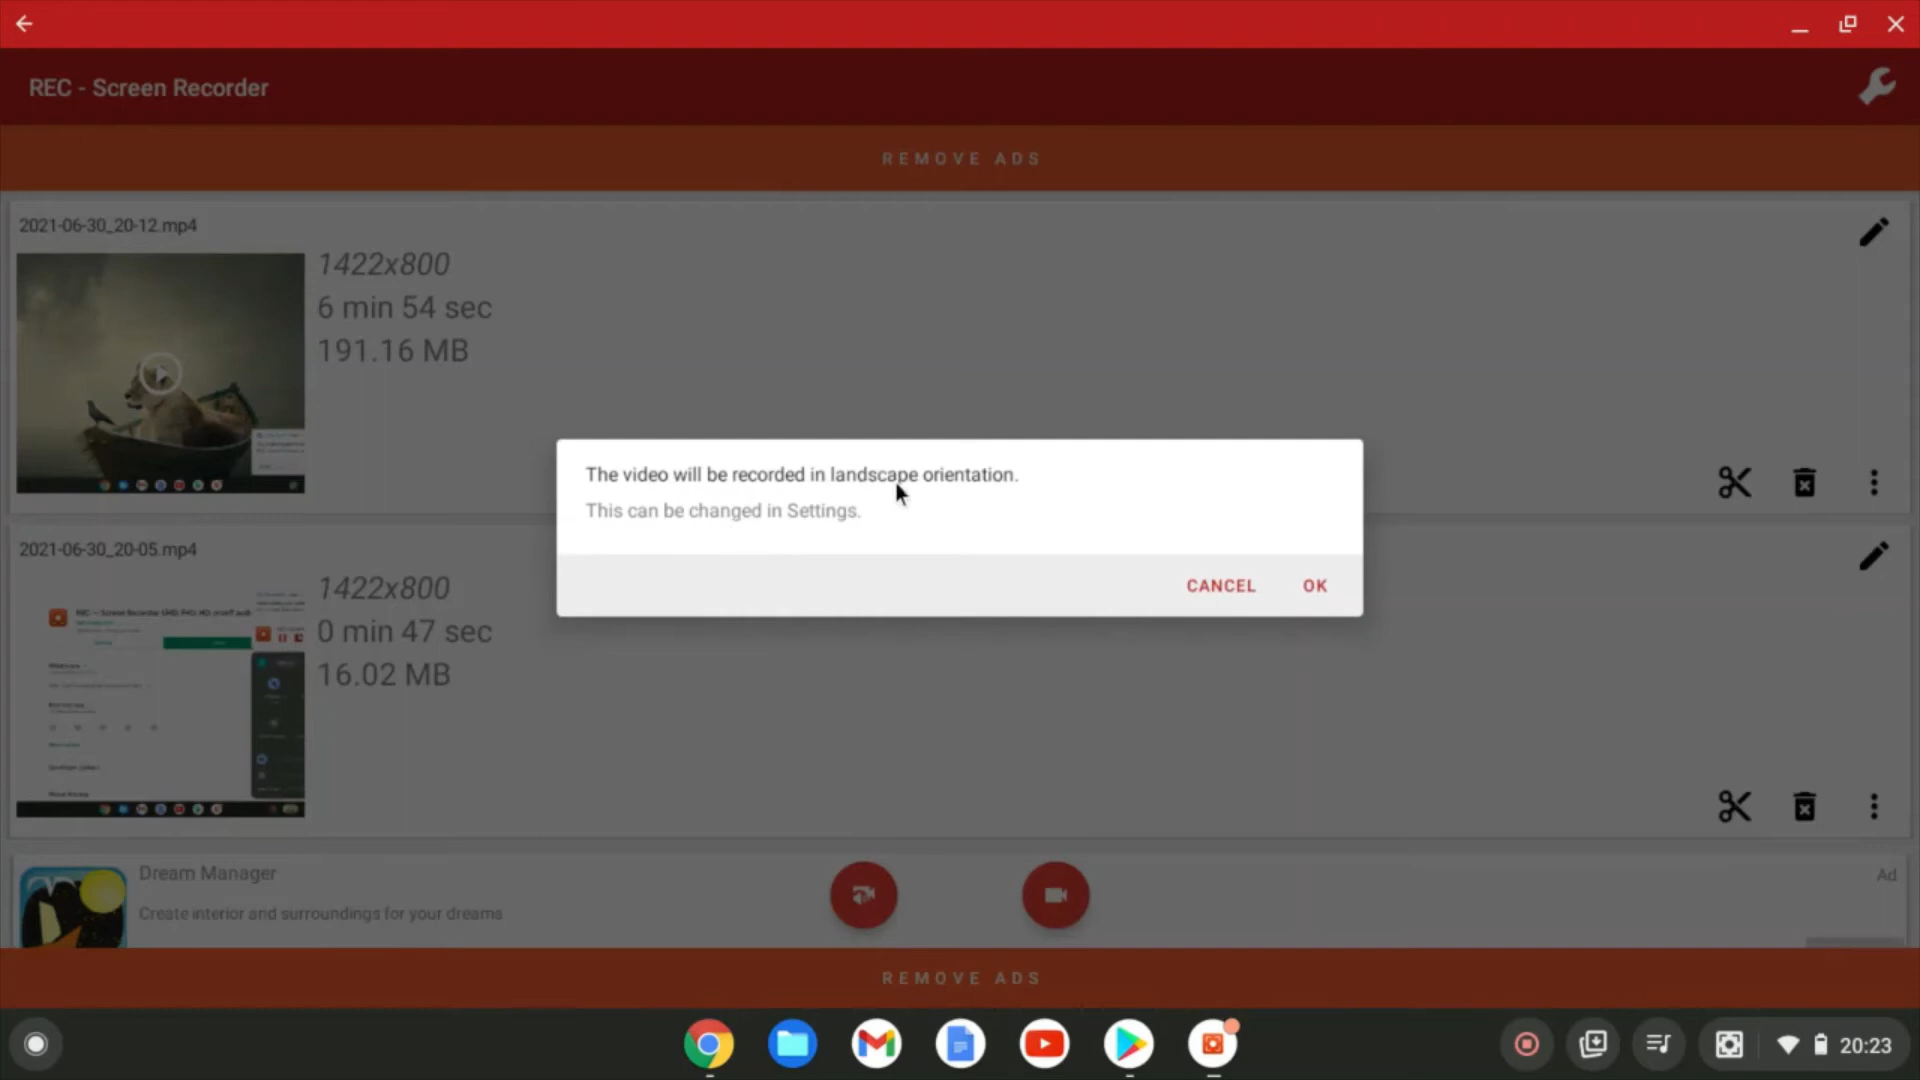 REC - Screen Recorder
REMOVE ADS
2021-06-30_20-12.mp4
1422x800
6 min 54 sec
191.16 MB
The video will be recorded in landscape orientation.
This can be changed in Settings.
CANCEL OK
2021-06-30_20-05.mp4
1422x800
0 min 47 sec
16.02 MB
Dream Manager
Create interior and surroundings for your dreams
Ad
REMOVE ADS
20:23